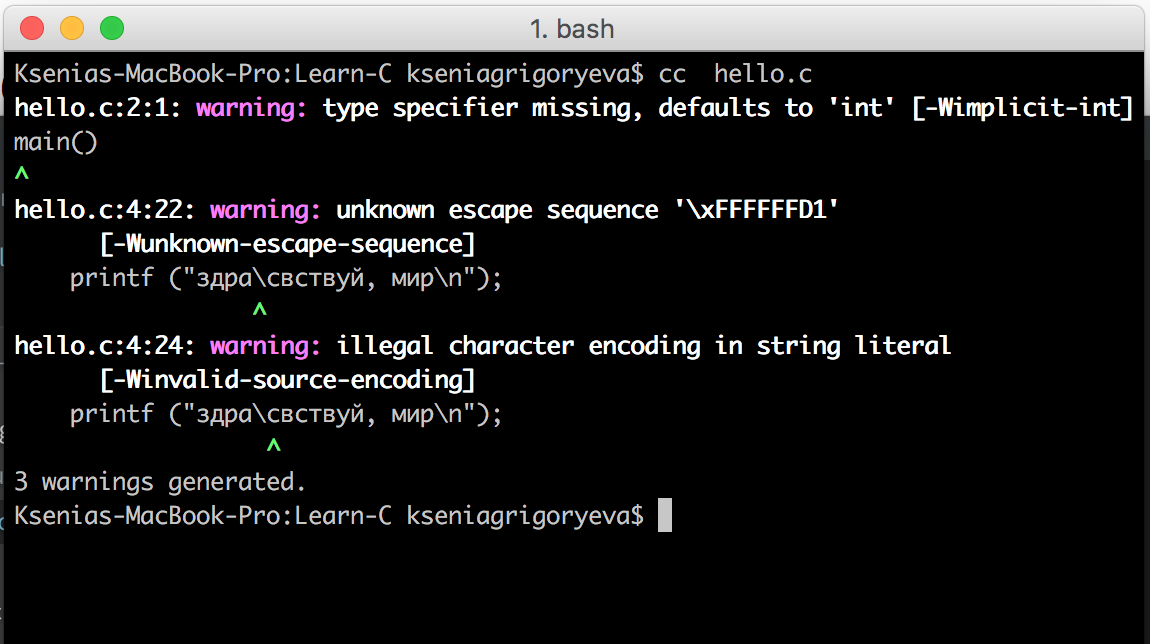 1. bash
Ksenias-MacBook-Pro:Learn-C kseniagrigoryeva$ cc  hello.c
hello.c:2:1: warning: type specifier missing, defaults to 'int' [-Wimplicit-int]
main()
^
hello.c:4:22: warning: unknown escape sequence '\xFFFFFFD1'
      [-Wunknown-escape-sequence]
    printf ("здра\свствуй, мир\n");
                 ^
hello.c:4:24: warning: illegal character encoding in string literal
      [-Winvalid-source-encoding]
    printf ("здра\свствуй, мир\n");
                  ^
3 warnings generated.
Ksenias-MacBook-Pro:Learn-C kseniagrigoryeva$